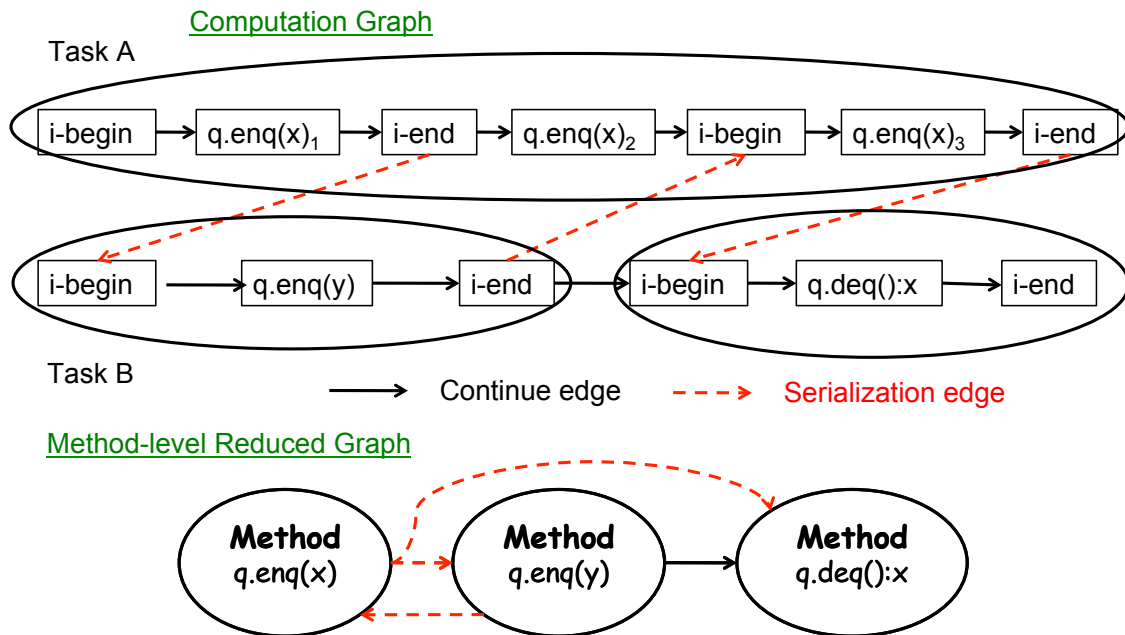 Computation Graph
Task A
i-begin q.enq(x)₁ i-end q.enq(x)₂ i-begin q.enq(x)₃ i-end
i-begin q.enq(y) i-end i-begin q.deq():x i-end
Task B
Continue edge Serialization edge
Method-level Reduced Graph
Method Method Method
q.enq(x) q.enq(y) q.deq():x